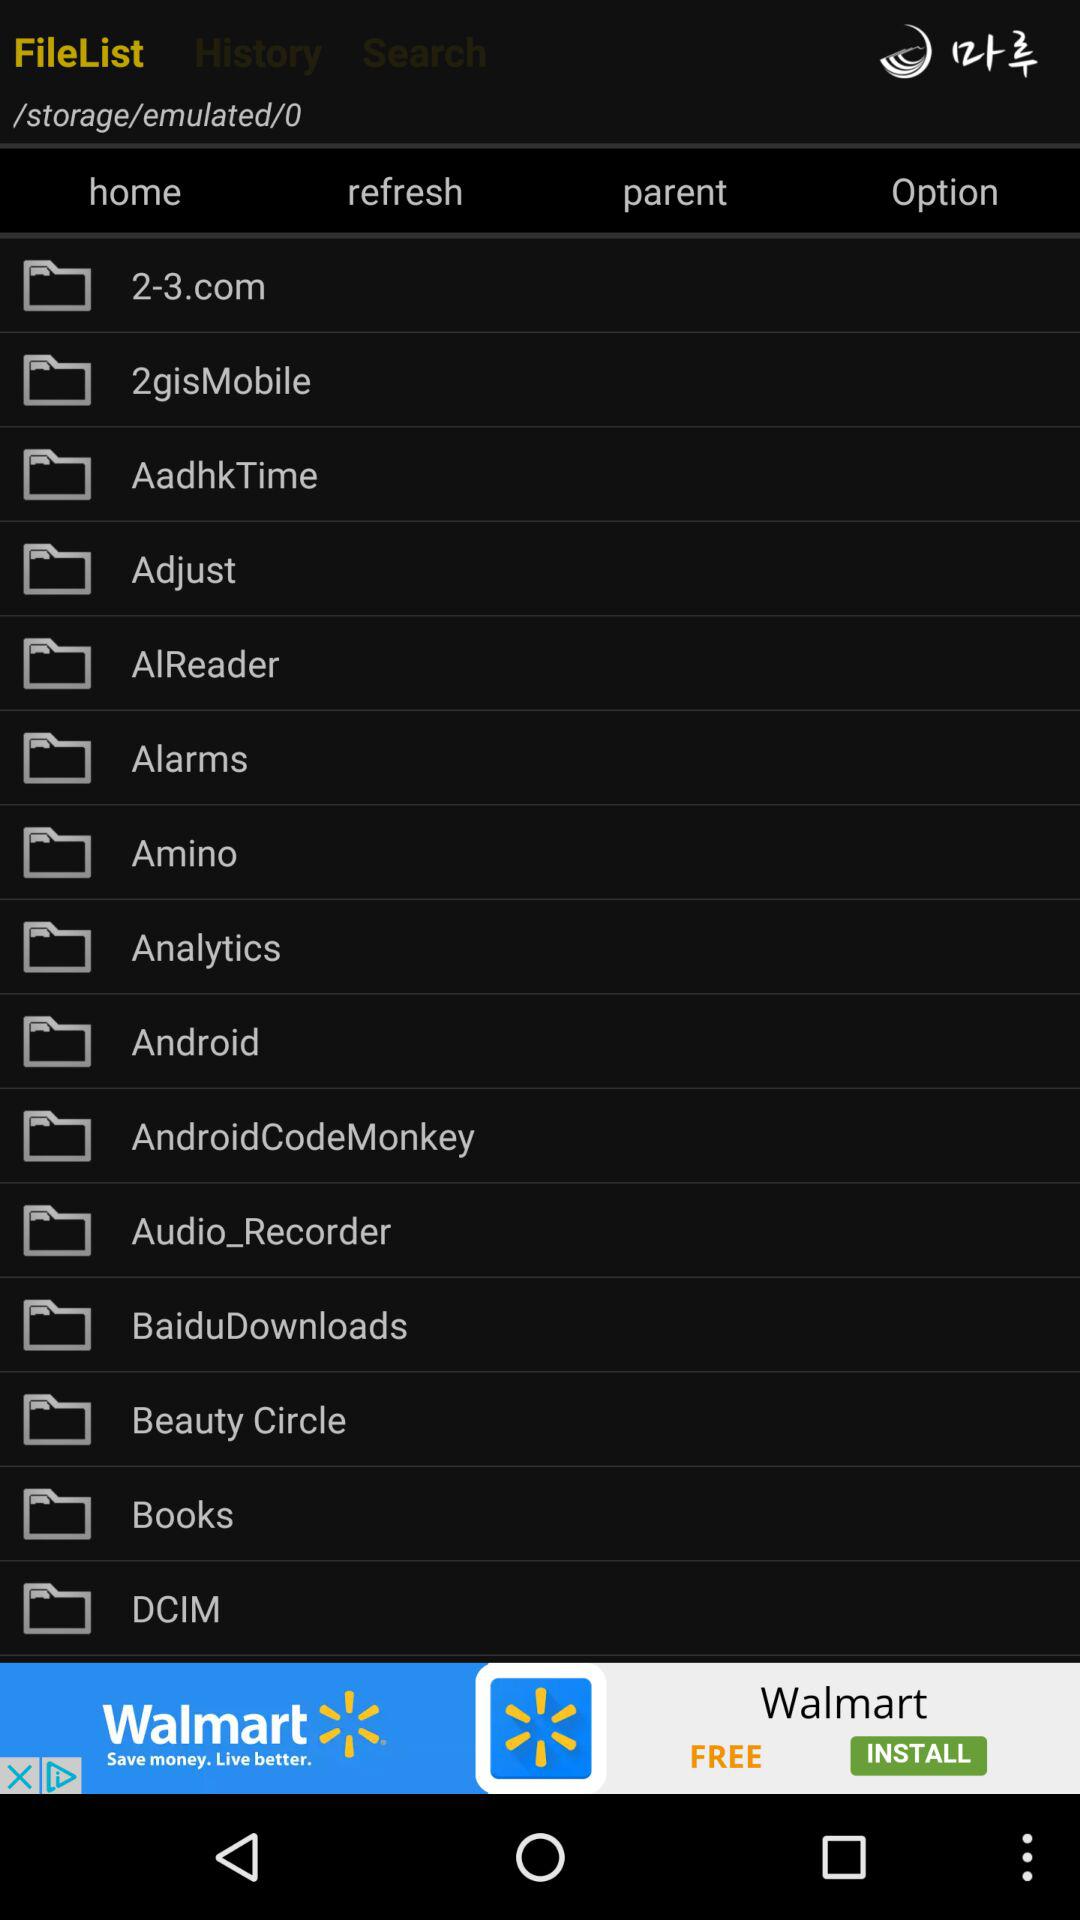 FileList History Search 마루
/storage/emulated/0
home refresh parent Option
2-3.com
2gisMobile
AadhkTime
Adjust
AlReader
Alarms
Amino
Analytics
Android
AndroidCodeMonkey
Audio_Recorder
BaiduDownloads
Beauty Circle
Books
DCIM
Walmart
Save money. Live better.
Walmart
FREE INSTALL